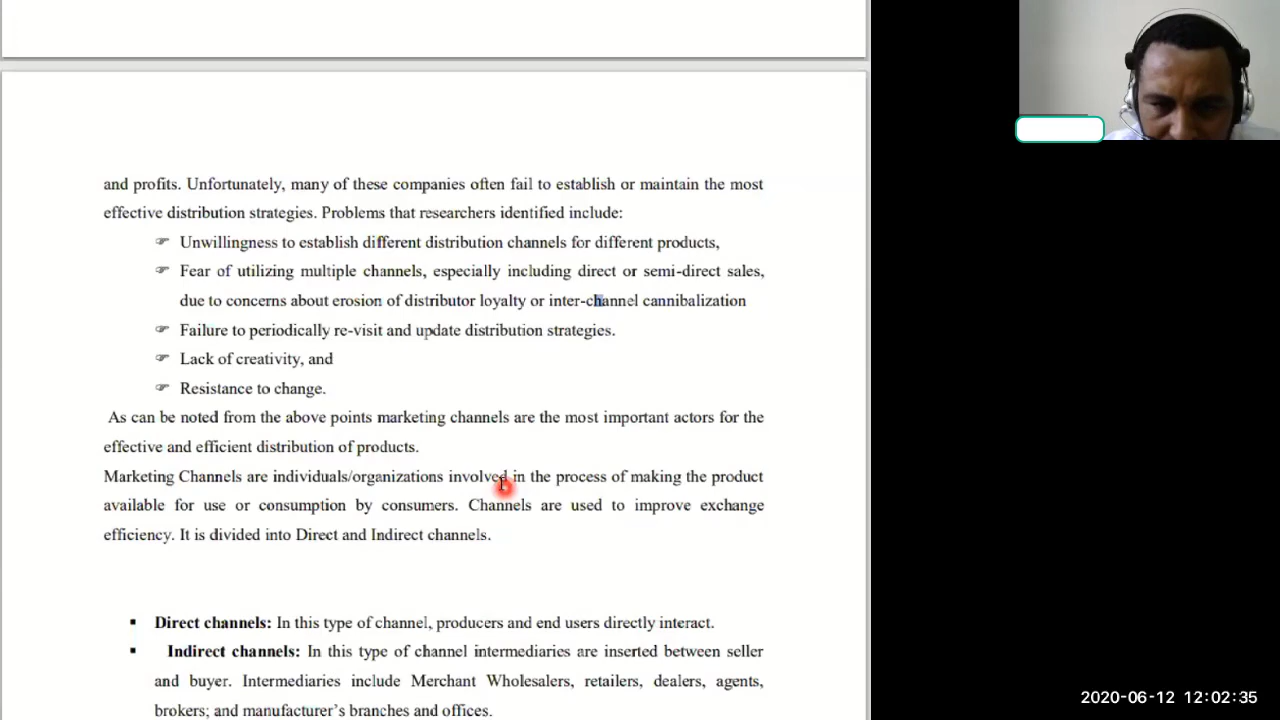 and profits. Unfortunately, many of these companies often fail to establish or maintain the most
effective distribution strategies. Problems that researchers identified include:
☞ Unwillingness to establish different distribution channels for different products,
☞ Fear of utilizing multiple channels, especially including direct or semi-direct sales,
due to concerns about erosion of distributor loyalty or inter-channel cannibalization
☞ Failure to periodically re-visit and update distribution strategies.
☞ Lack of creativity, and
☞ Resistance to change.
As can be noted from the above points marketing channels are the most important actors for the
effective and efficient distribution of products.
Marketing Channels are individuals/organizations involved in the process of making the product
available for use or consumption by consumers. Channels are used to improve exchange
efficiency. It is divided into Direct and Indirect channels.
▪ Direct channels: In this type of channel, producers and end users directly interact.
▪ Indirect channels: In this type of channel intermediaries are inserted between seller
and buyer. Intermediaries include Merchant Wholesalers, retailers, dealers, agents,
brokers; and manufacturer's branches and offices.
2020-06-12 12:02:35